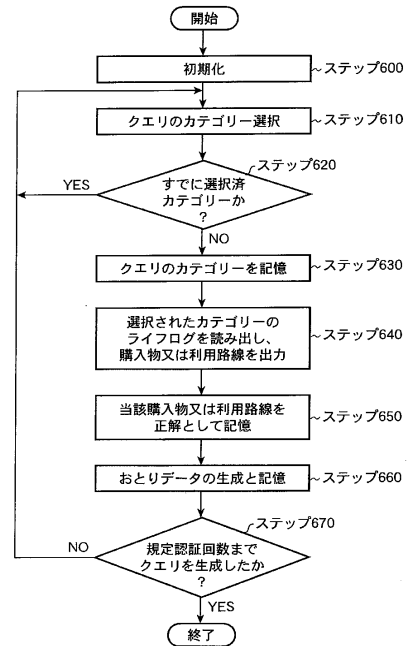 開始
初期化
ステップ600
クエリのカテゴリー選択
ステップ610
ステップ620
YES
すでに選択済
カテゴリーか
?
NO
クエリのカテゴリーを記憶
ステップ630
選択されたカテゴリーの
ライフログを読み出し、
購入物又は利用路線を出力
ステップ640
当該購入物又は利用路線を
正解として記憶
ステップ650
おとりデータの生成と記憶
ステップ660
ステップ670
NO
規定認証回数まで
クエリを生成したか
?
YES
終了